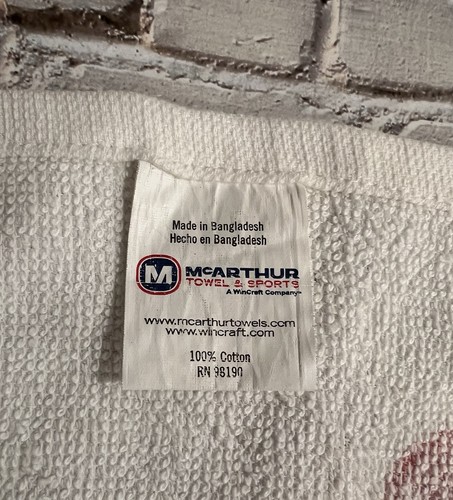 Made in Bangladesh
Hecho en Bangladesh
M
McARTHUR
TOWEL & SPORTS
A WinCraft Company™
www.mcarthurtowels.com
www.wincraft.com
100% Cotton
RN 98190